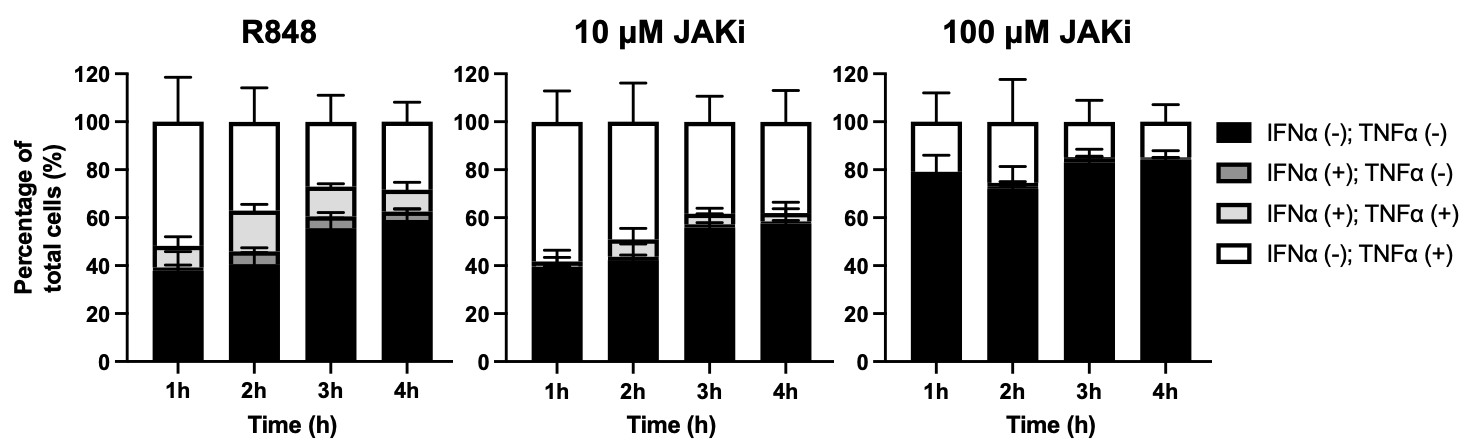 R848
10 µM JAKi
100 µM JAKi
Percentage of
total cells (%)
120
100
80
60
40
20
0
1h
2h
3h
4h
Time (h)
120
100
80
60
40
20
0
1h
2h
3h
4h
Time (h)
120
100
80
60
40
20
0
1h
2h
3h
4h
Time (h)
IFNα (-); TNFα (-)
IFNα (+); TNFα (-)
IFNα (+); TNFα (+)
IFNα (-); TNFα (+)